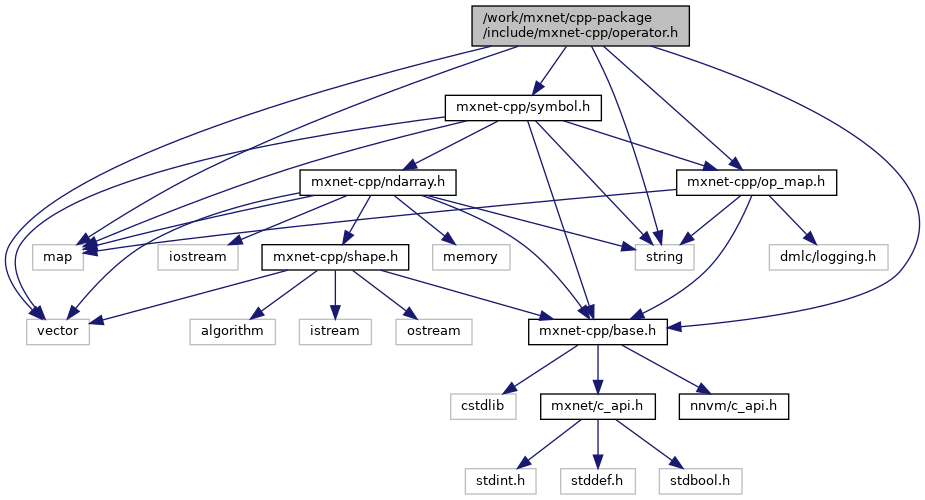 /work/mxnet/cpp-package
/include/mxnet-cpp/operator.h
mxnet-cpp/symbol.h
mxnet-cpp/ndarray.h
mxnet-cpp/op_map.h
map
iostream
mxnet-cpp/shape.h
memory
string
dmlc/logging.h
vector
algorithm
istream
ostream
mxnet-cpp/base.h
cstdlib
mxnet/c_api.h
nnvm/c_api.h
stdint.h
stddef.h
stdbool.h